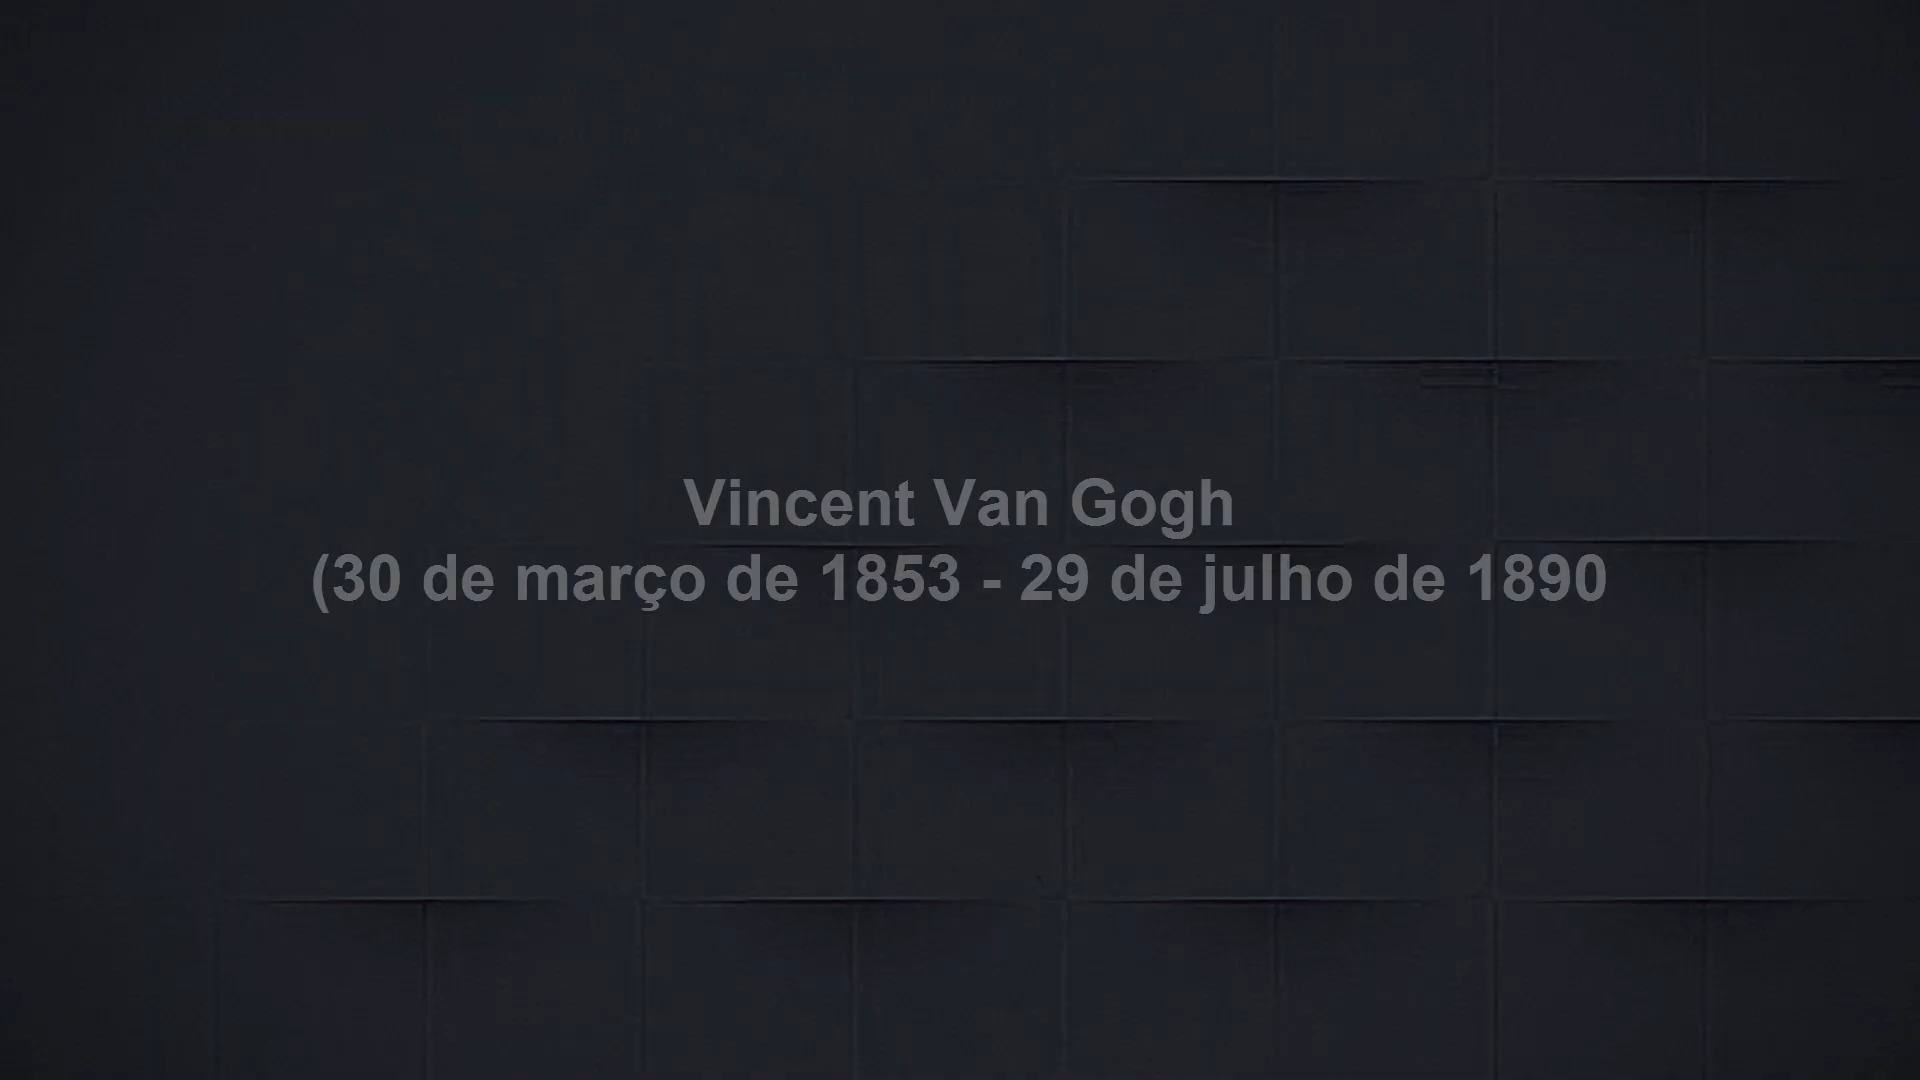 Vincent Van Gogh
(30 de março de 1853 - 29 de julho de 1890